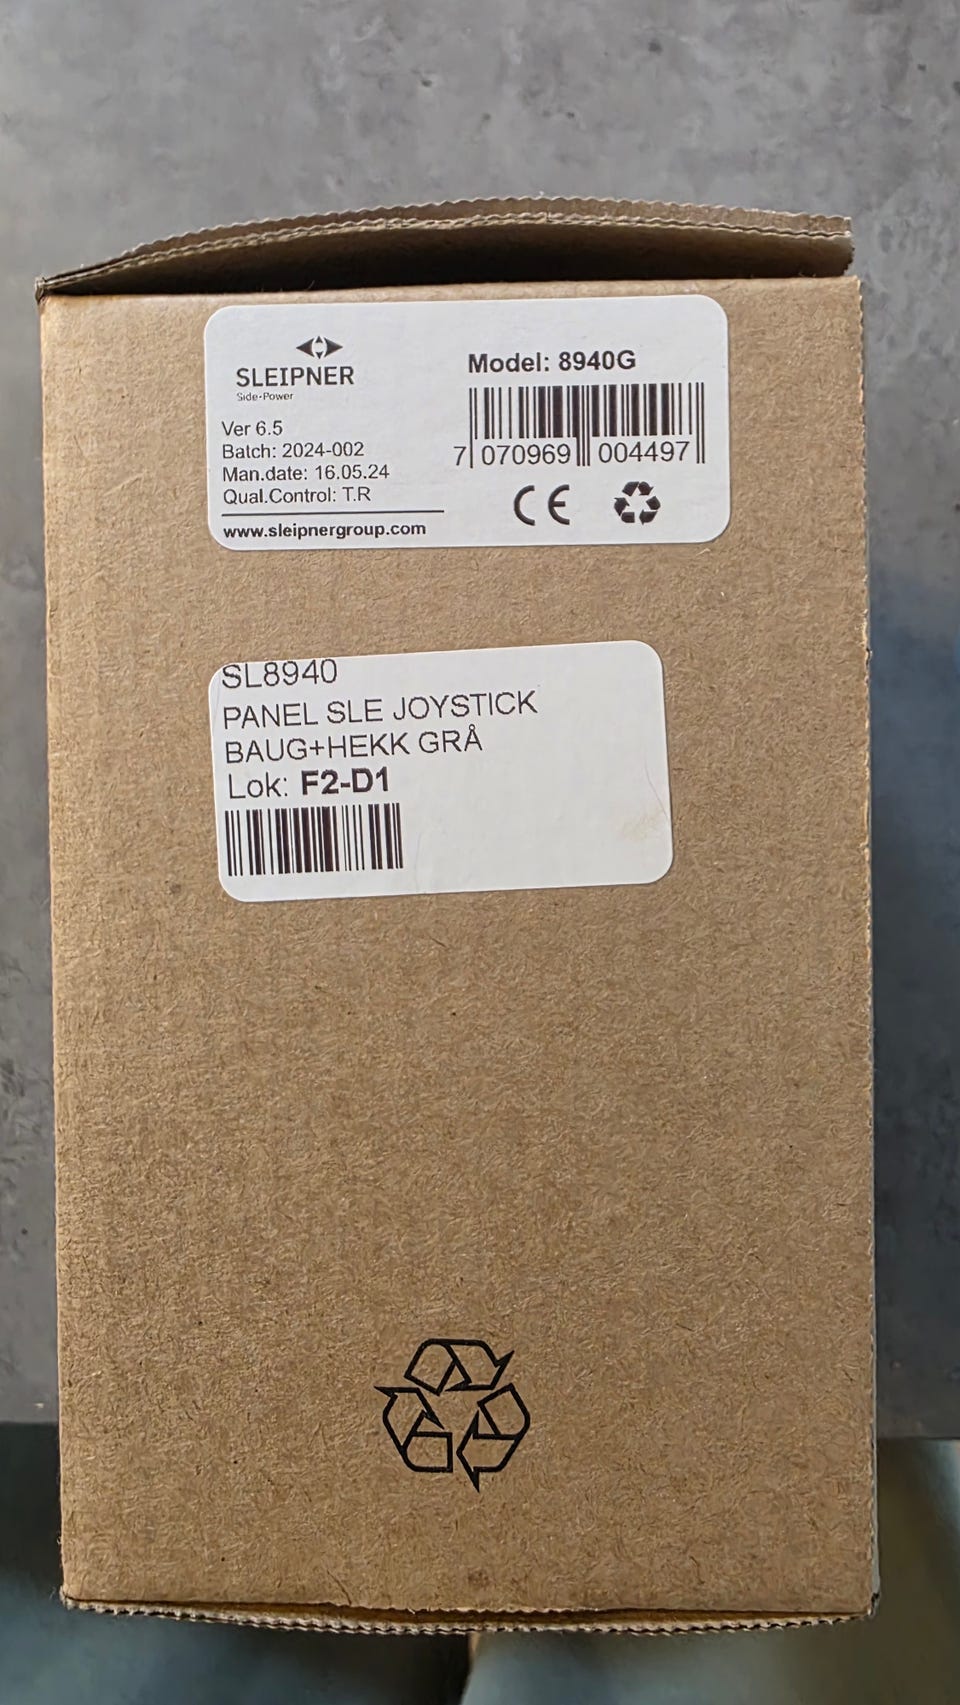 SLEIPNER
Side-Power
Ver 6.5
Batch: 2024-002
Man.date: 16.05.24
Qual.Control: T.R
www.sleipnergroup.com
Model: 8940G
7 070969 004497
CE
SL8940
PANEL SLE JOYSTICK
BAUG+HEKK GRÅ
Lok: F2-D1